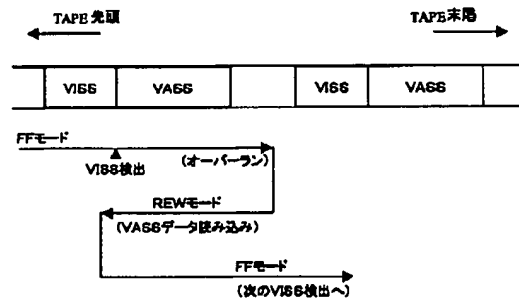 TAPE先頭
TAPE末尾
VISS
VASS
VISS
VASS
FFモード
VISS検出
(オーバーラン)
REWモード
(VASSデータ読み込み)
FFモード
(次のVISS検出へ)